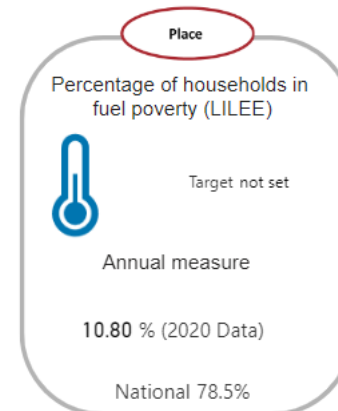 Place
Percentage of households in
fuel poverty (LILEE)
Target not set
Annual measure
10.80 % (2020 Data)
National 78.5%